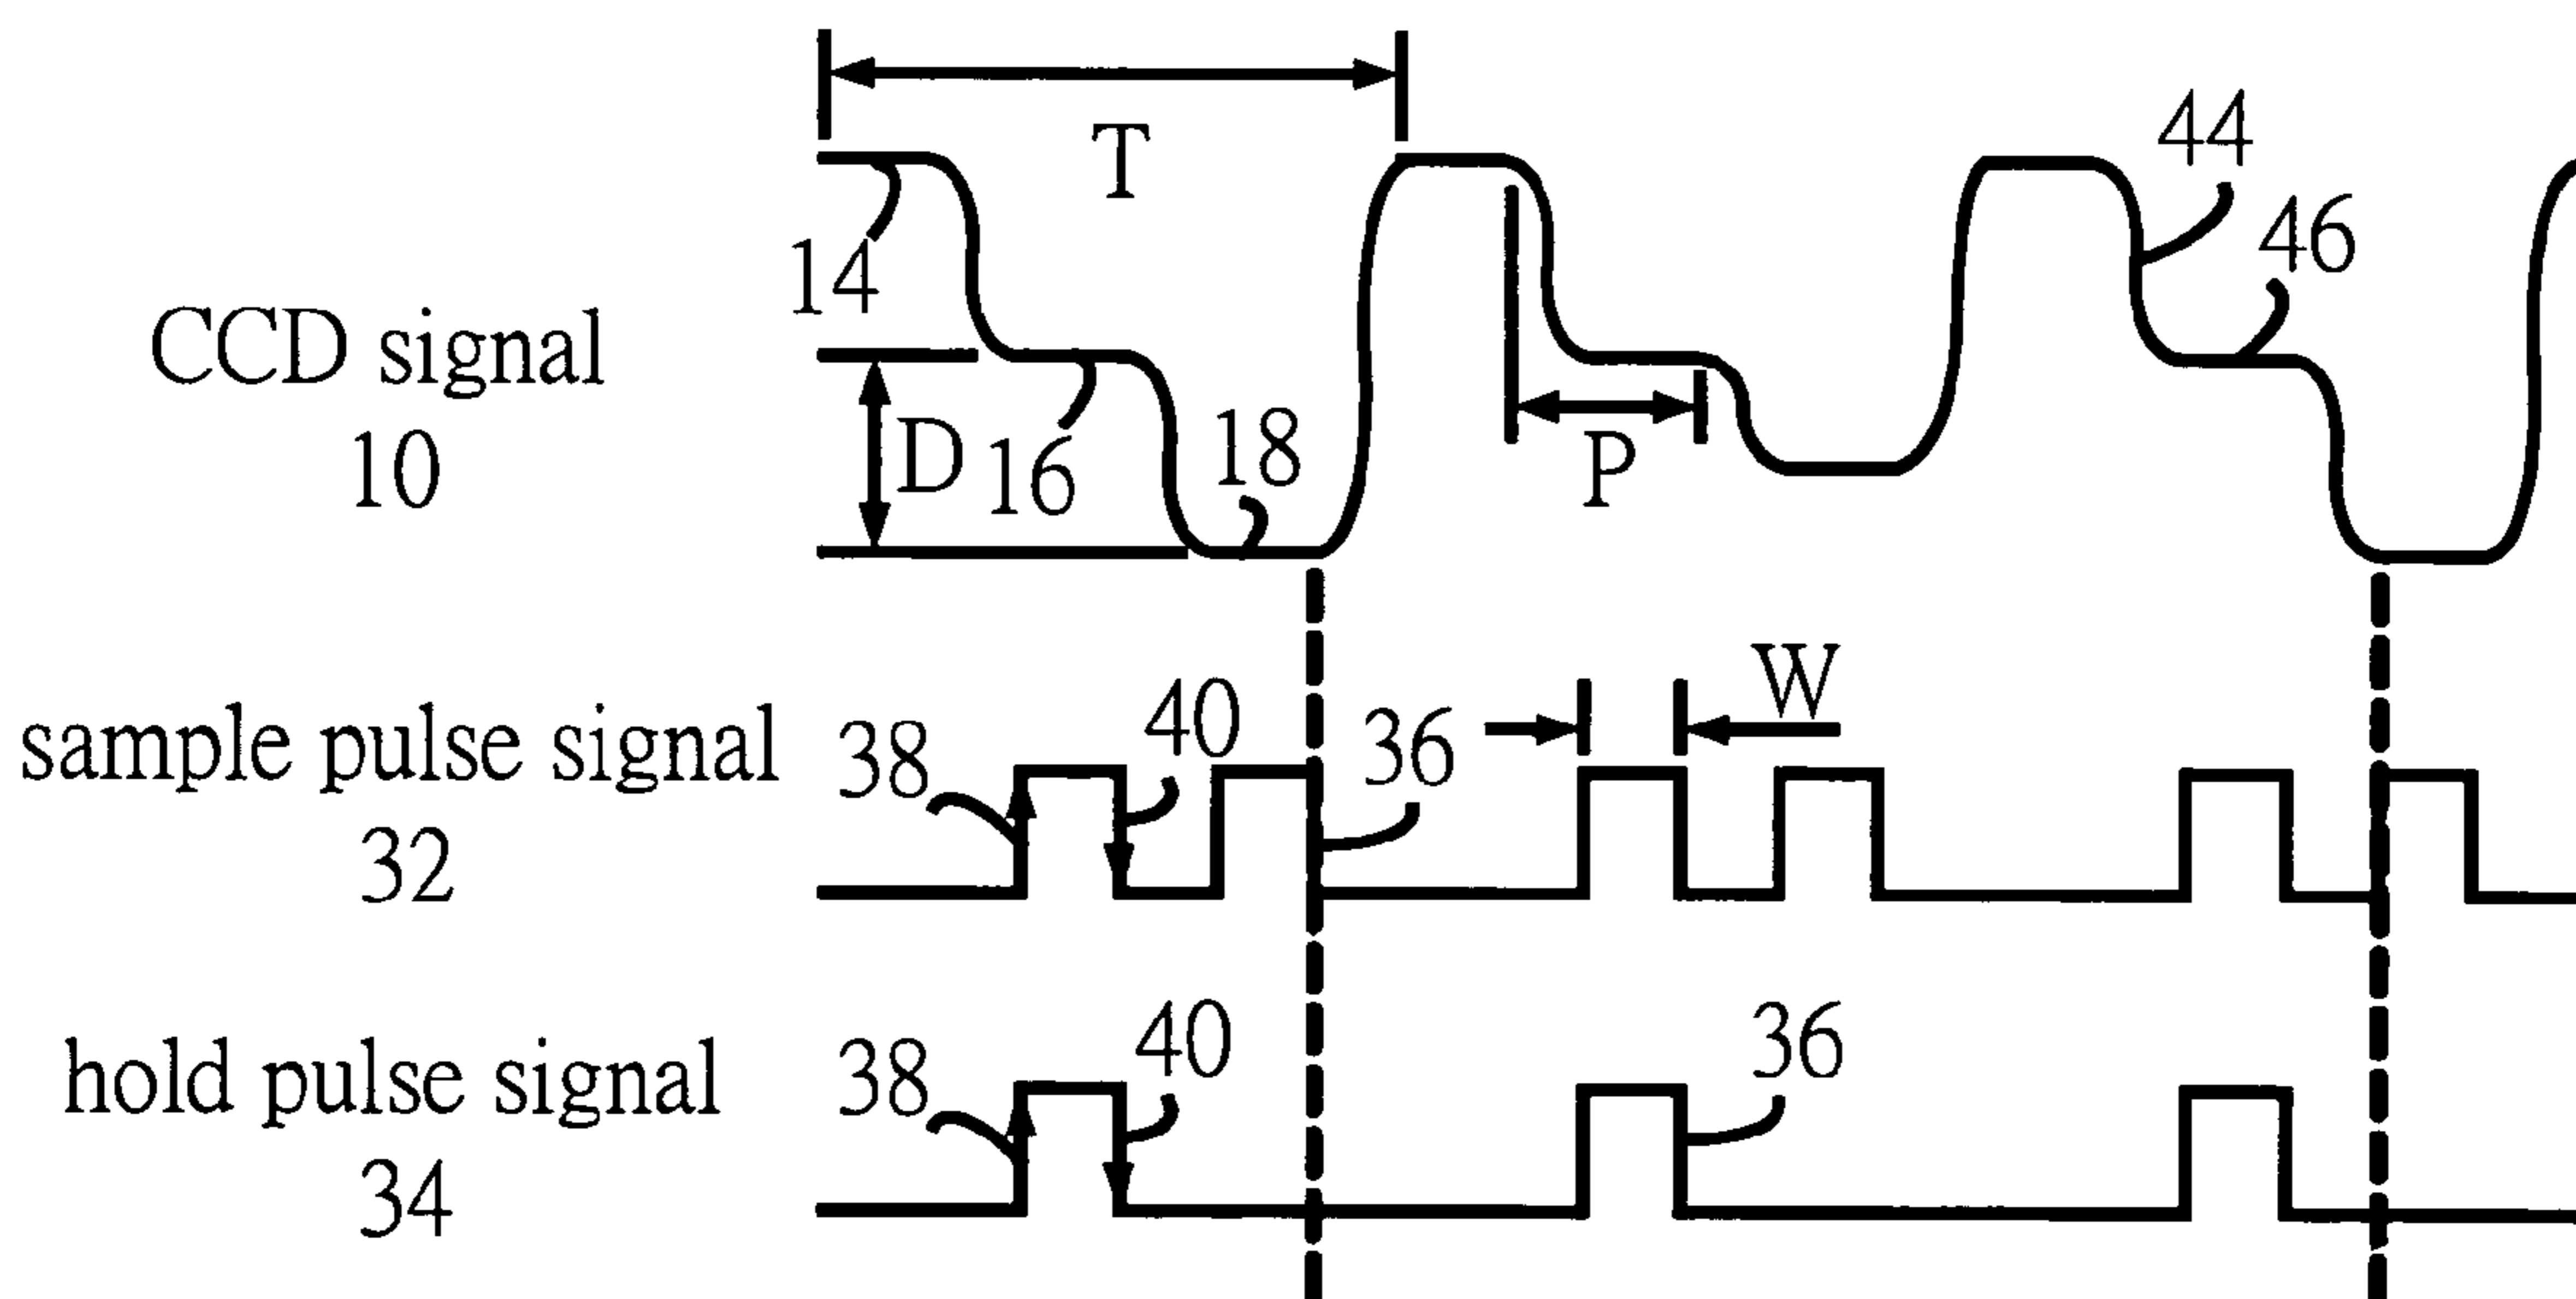 T
14
44
46
CCD signal
10
D
16
18
P
sample pulse signal
32
38
40
36
W
hold pulse signal
34
38
40
36